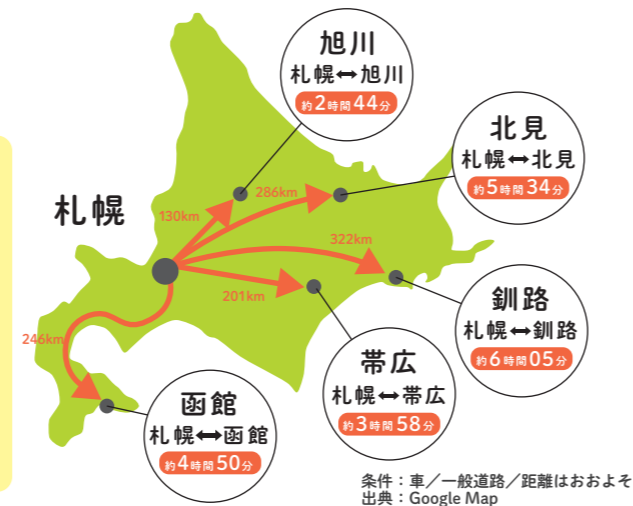 旭川
札幌↔旭川
約2時間44分
北見
札幌↔北見
約5時間34分
札幌
130km
286km
322km
201km
246km
釧路
札幌↔釧路
約6時間05分
帯広
札幌↔帯広
約3時間58分
函館
札幌↔函館
約4時間50分
条件：車／一般道路／距離はおおよそ
出典：Google Map